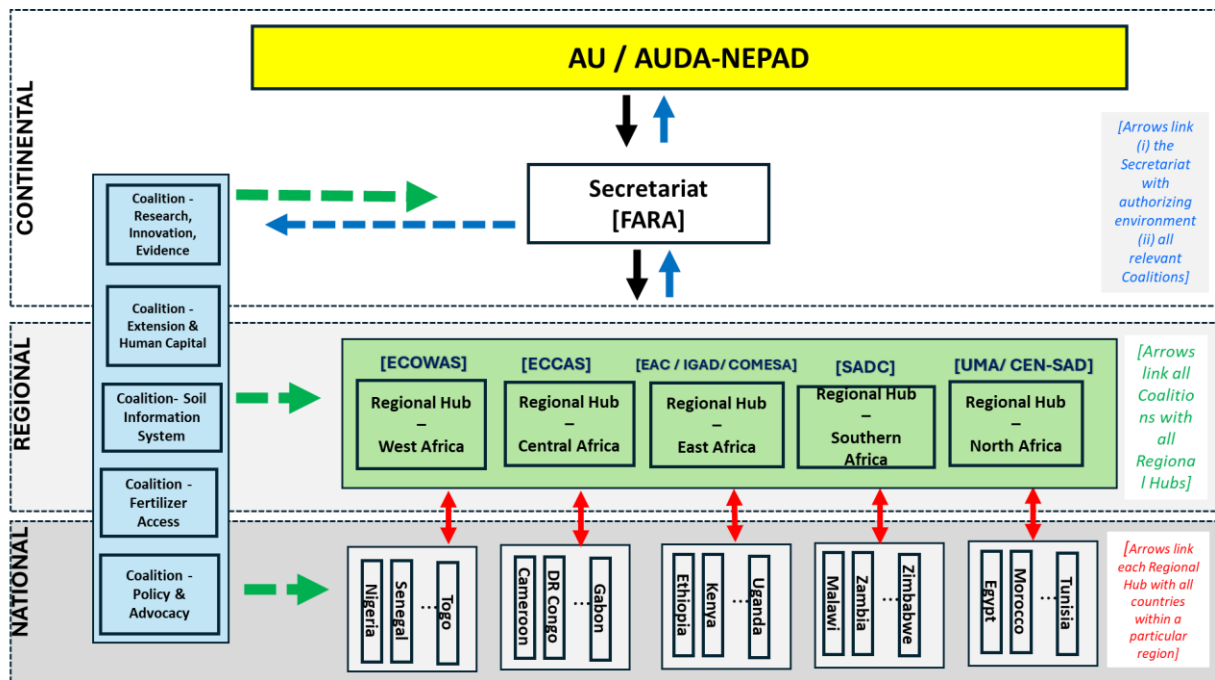 CONTINENTAL
AU / AUDA-NEPAD
Secretariat
[FARA]
[Arrows link
(i) the
Secretariat
with
authorizing
environment
(ii) all
relevant
Coalitions]
Coalition -
Research,
Innovation,
Evidence
Coalition -
Extension &
Human Capital
Coalition- Soil
Information
System
Coalition -
Fertilizer
Access
Coalition -
Policy &
Advocacy
REGIONAL
[ECOWAS]
Regional Hub
–
West Africa
[ECCAS]
Regional Hub
–
Central Africa
[EAC / IGAD/ COMESA]
Regional Hub
–
East Africa
[SADC]
Regional Hub
–
Southern
Africa
[UMA/ CEN-SAD]
Regional Hub
–
North Africa
[Arrows
link all
Coalitio
ns with
all
Regiona
l Hubs]
NATIONAL
Nigeria
Senegal
...
Togo
Cameroon
DR Congo
...
Gabon
Ethiopia
Kenya
...
Uganda
Malawi
Zambia
...
Zimbabwe
Egypt
Morocco
...
Tunisia
[Arrows link
each Regional
Hub with all
countries
within a
particular
region]